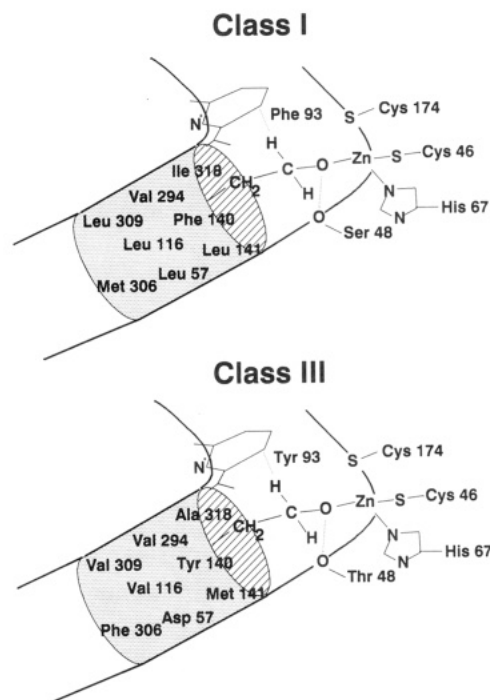 Class I
N+
Phe 93
S
Cys 174
H
C
O
Zn
S
Cys 46
Ile 318
CH2
H
N
Val 294
Leu 309
Phe 140
O
N
His 67
Leu 116
Leu 141
Ser 48
Met 306
Leu 57
Class III
N+
Tyr 93
S
Cys 174
H
C
O
Zn
S
Cys 46
Ala 318
CH2
H
N
Val 294
Val 309
Tyr 140
O
N
His 67
Val 116
Met 141
Thr 48
Phe 306
Asp 57